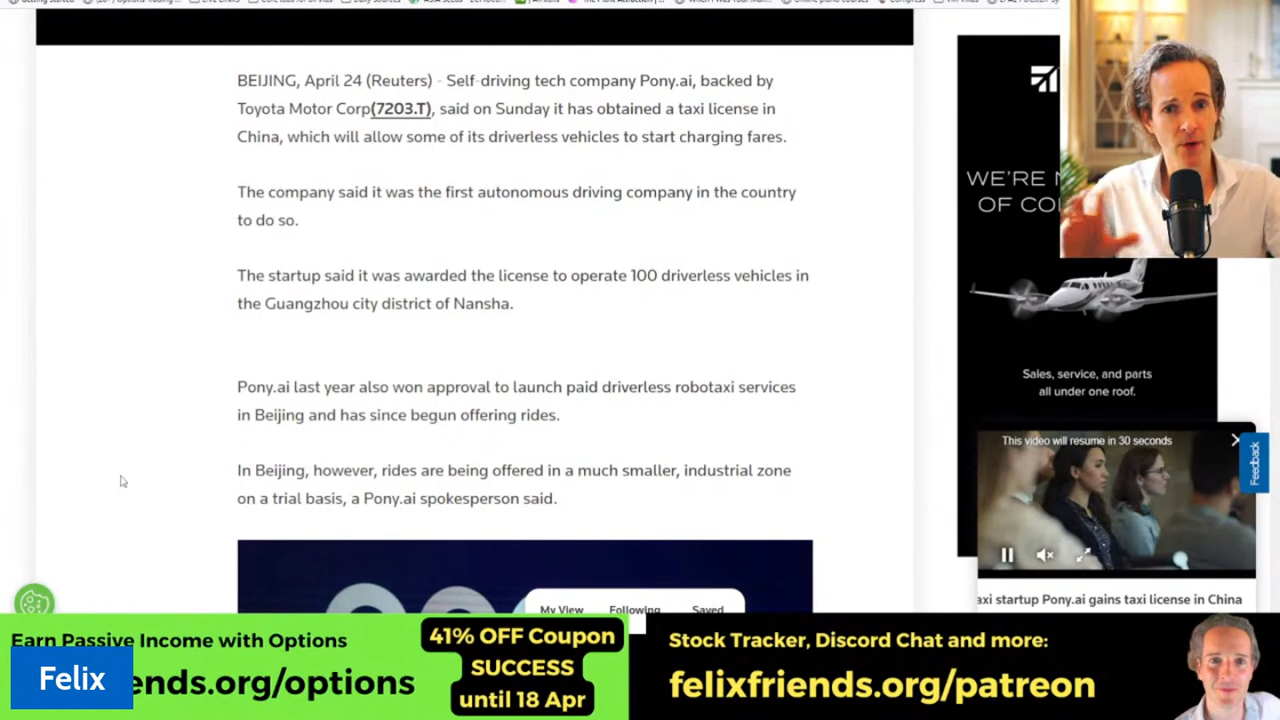 BEIJING, April 24 (Reuters) - Self-driving tech company Pony.ai, backed by
Toyota Motor Corp(7203.T), said on Sunday it has obtained a taxi license in
China, which will allow some of its driverless vehicles to start charging fares.
The company said it was the first autonomous driving company in the country
to do so.
The startup said it was awarded the license to operate 100 driverless vehicles in
the Guangzhou city district of Nansha.
Pony.ai last year also won approval to launch paid driverless robotaxi services
in Beijing and has since begun offering rides.
In Beijing, however, rides are being offered in a much smaller, industrial zone
on a trial basis, a Pony.ai spokesperson said.
WE'RE
OF
Sales, service, and parts
all under one roof.
This video will resume in 30 seconds
Feedback
axi startup Pony.ai gains taxi license in China
My View Following Saved
Earn Passive Income with Options
Felix
ends.org/options
41% OFF Coupon
SUCCESS
until 18 Apr
Stock Tracker, Discord Chat and more:
felixfriends.org/patreon